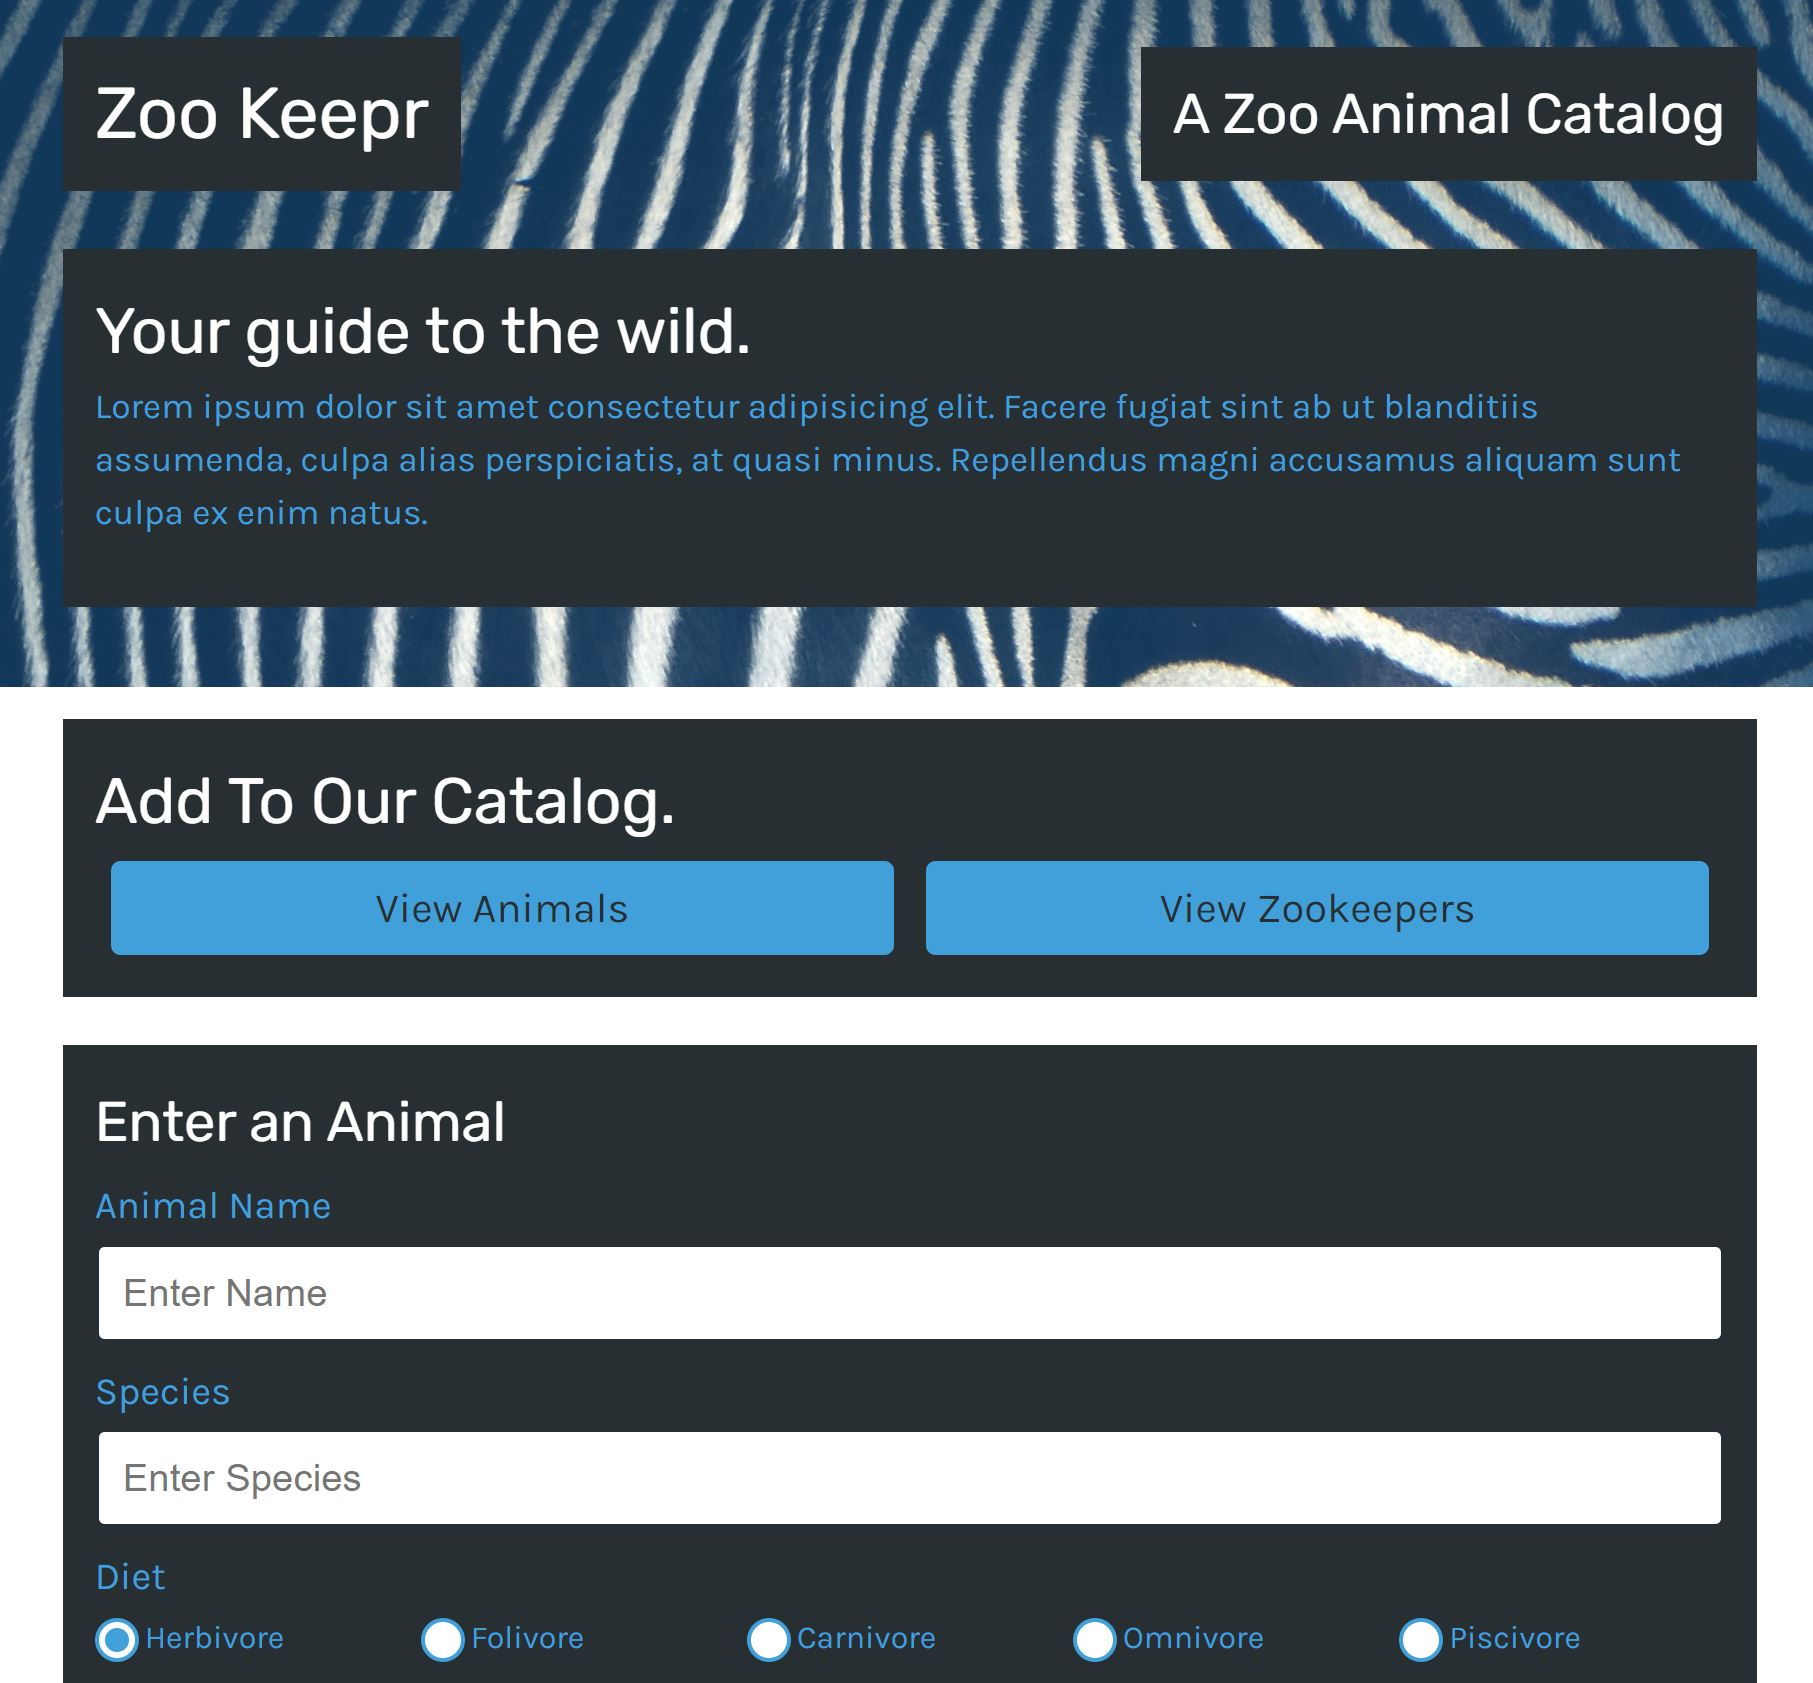 Zoo Keepr
A Zoo Animal Catalog
Your guide to the wild.
Lorem ipsum dolor sit amet consectetur adipisicing elit. Facere fugiat sint ab ut blanditiis
assumenda, culpa alias perspiciatis, at quasi minus. Repellendus magni accusamus aliquam sunt
culpa ex enim natus.
Add To Our Catalog.
View Animals
View Zookeepers
Enter an Animal
Animal Name
Enter Name
Species
Enter Species
Diet
Herbivore Folivore Carnivore Omnivore Piscivore